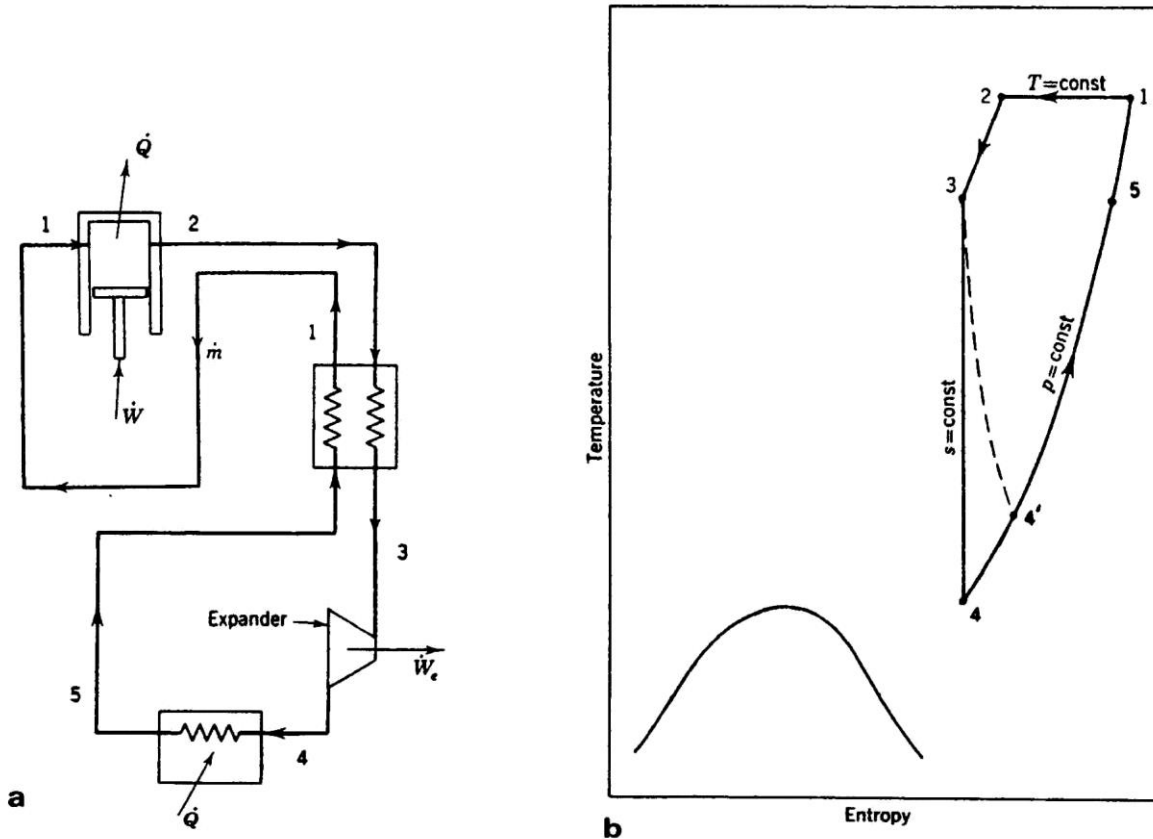 Q̇
1
2
1
ṁ
Ẇ
3
Expander
Ẇe
5
4
Q̇
a
T=const
2
1
3
5
s=const
p=const
4'
4
Temperature
Entropy
b